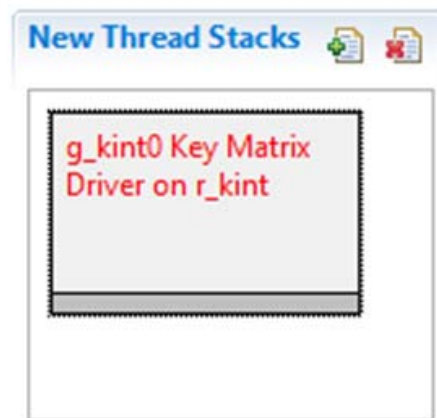 New Thread Stacks
g_kint0 Key Matrix
Driver on r_kint